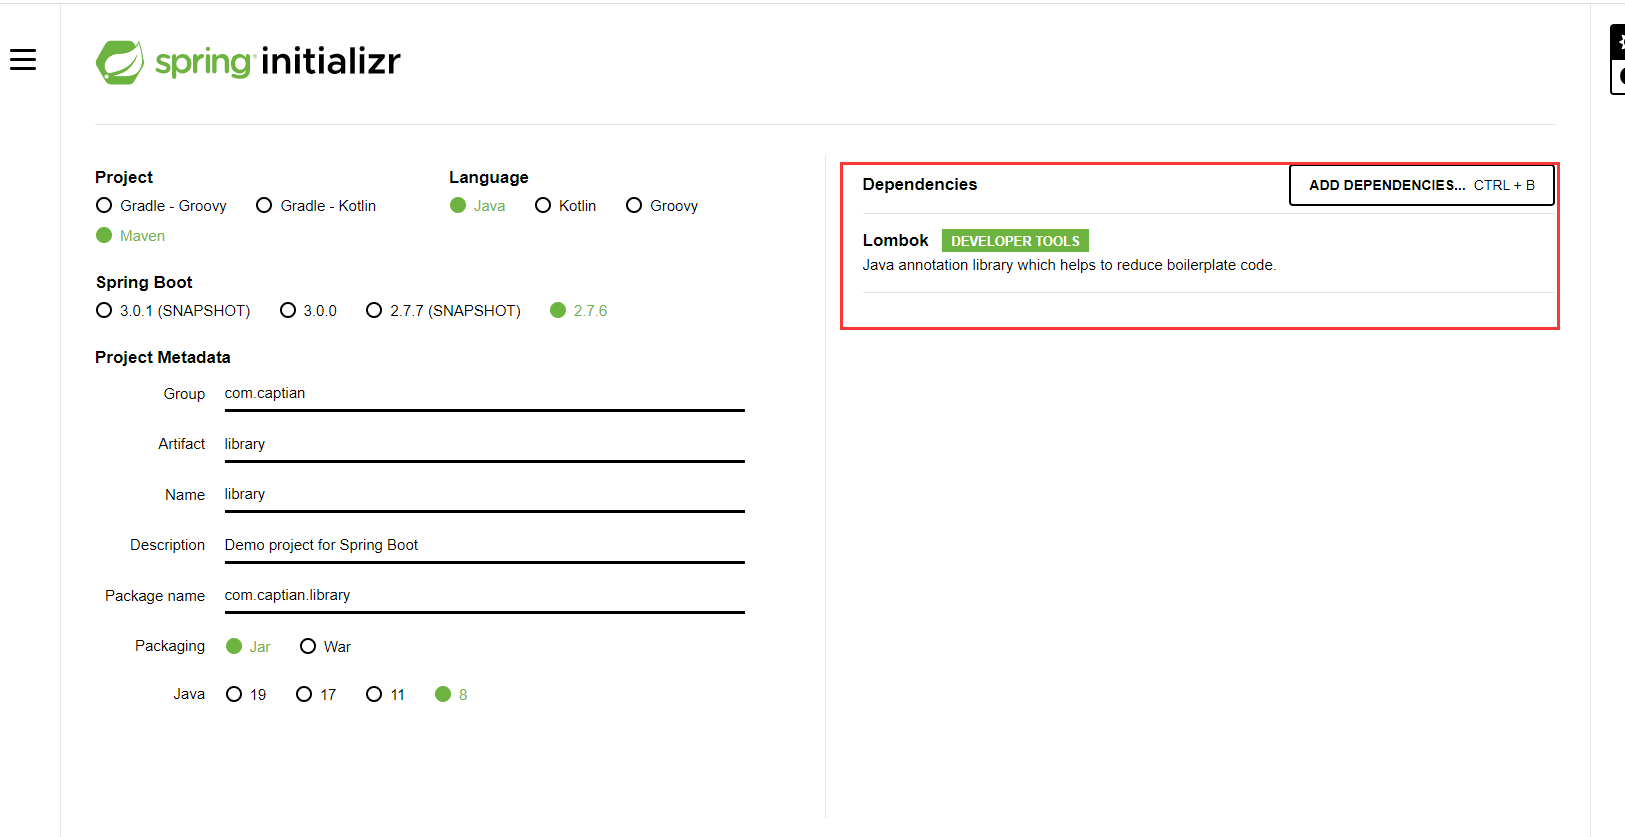 spring initializr
Project
Gradle - Groovy Gradle - Kotlin
Maven
Language
Java Kotlin Groovy
Spring Boot
3.0.1 (SNAPSHOT) 3.0.0 2.7.7 (SNAPSHOT) 2.7.6
Project Metadata
Group com.captian
Artifact library
Name library
Description Demo project for Spring Boot
Package name com.captian.library
Packaging Jar War
Java 19 17 11 8
Dependencies ADD DEPENDENCIES... CTRL + B
Lombok DEVELOPER TOOLS
Java annotation library which helps to reduce boilerplate code.